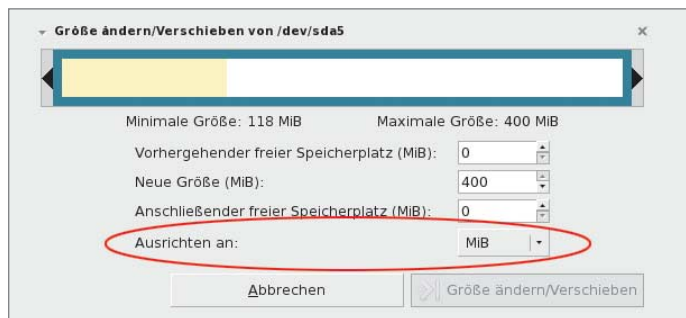 Größe ändern/Verschieben von /dev/sda5
Minimale Größe: 118 MiB Maximale Größe: 400 MiB
Vorhergehender freier Speicherplatz (MiB): 0
Neue Größe (MiB): 400
Anschließender freier Speicherplatz (MiB): 0
Ausrichten an: MiB
Abbrechen Größe ändern/Verschieben